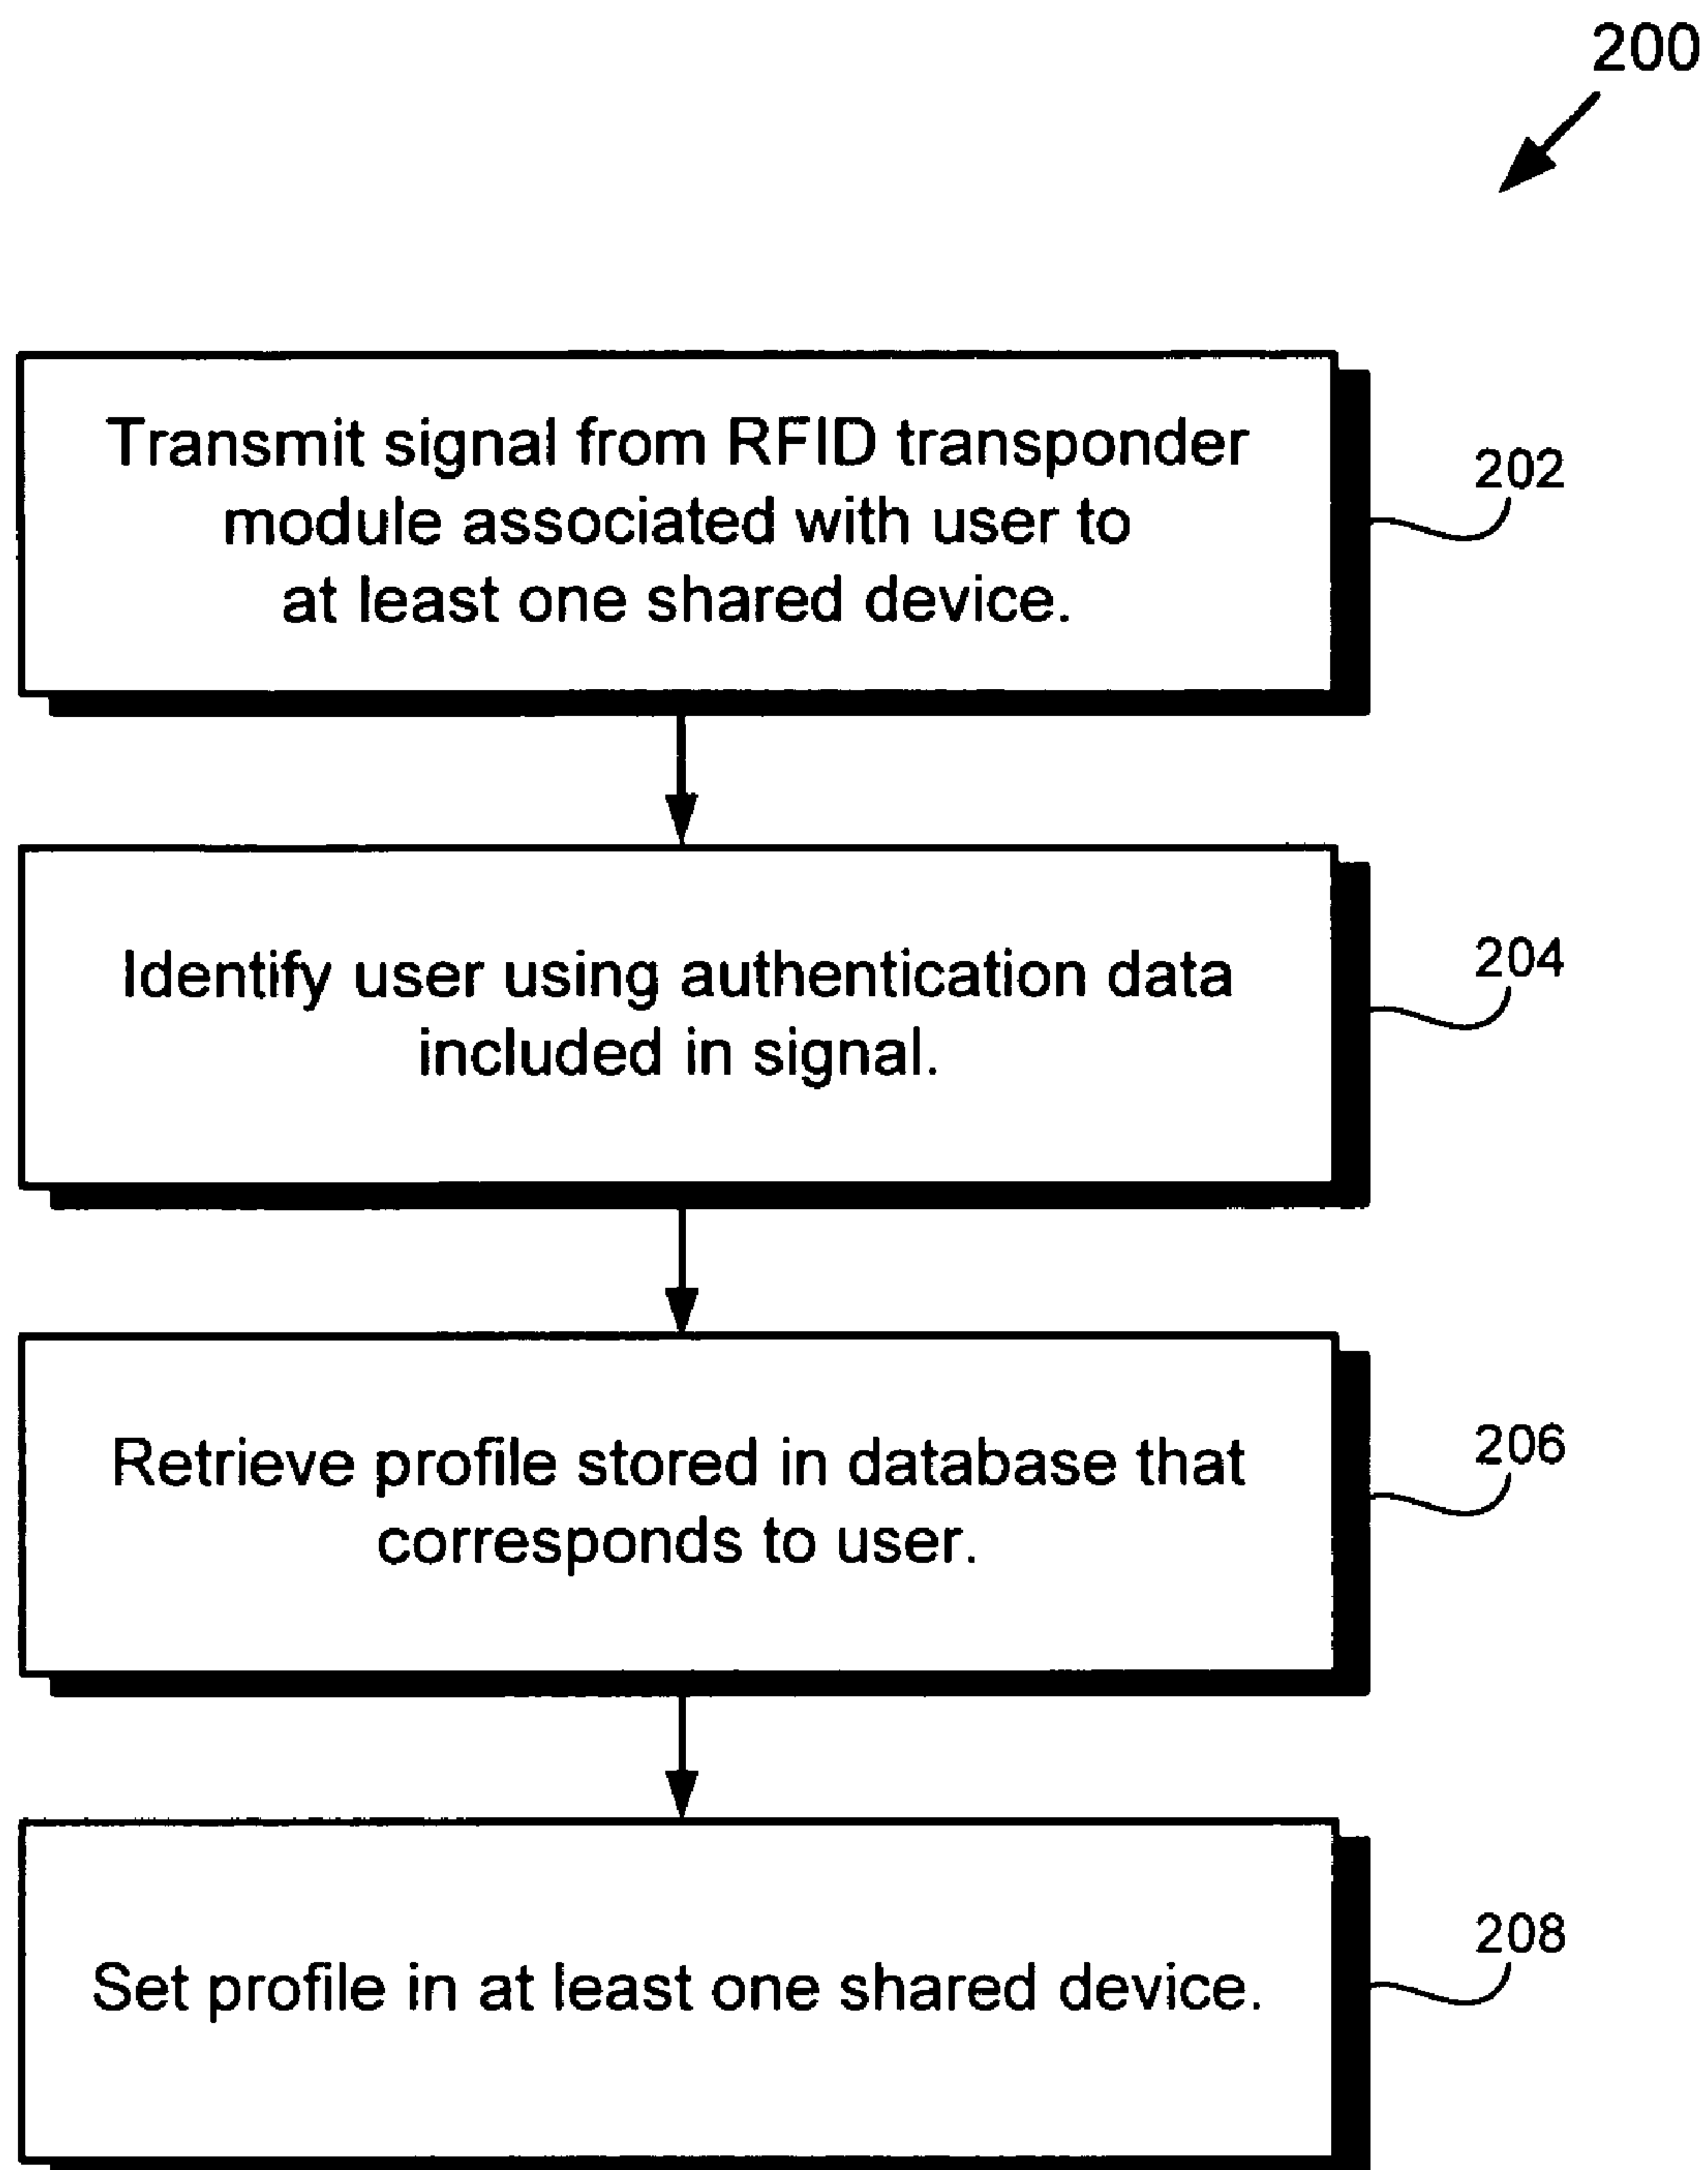 200
Transmit signal from RFID transponder
module associated with user to
at least one shared device.
202
Identify user using authentication data
included in signal.
204
Retrieve profile stored in database that
corresponds to user.
206
Set profile in at least one shared device.
208